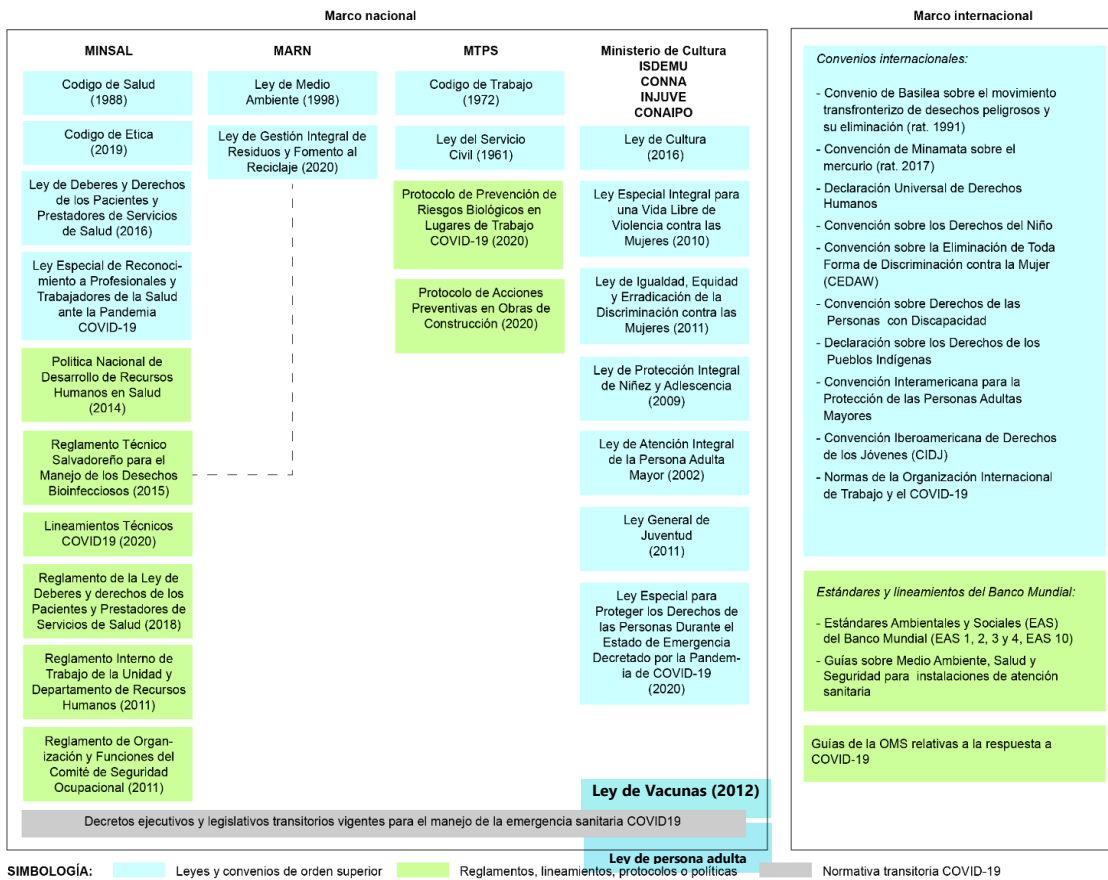 Marco nacional
MINSAL
Codigo de Salud
(1988)
Codigo de Etica
(2019)
Ley de Deberes y Derechos
de los Pacientes y
Prestadores de Servicios
de Salud (2016)
Ley Especial de Reconoci-
miento a Profesionales y
Trabajadores de la Salud
ante la Pandemia
COVID-19
Politica Nacional de
Desarrollo de Recursos
Humanos en Salud
(2014)
Reglamento Técnico
Salvadoreño para el
Manejo de los Desechos
Bioinfecciosos (2015)
Lineamientos Técnicos
COVID19 (2020)
Reglamento de la Ley de
Deberes y derechos de los
Pacientes y Prestadores de
Servicios de Salud (2018)
Reglamento Interno de
Trabajo de la Unidad y
Departamento de Recursos
Humanos (2011)
Reglamento de Organ-
ización y Funciones del
Comité de Seguridad
Ocupacional (2011)
MARN
Ley de Medio
Ambiente (1998)
Ley de Gestión Integral de
Residuos y Fomento al
Reciclaje (2020)
MTPS
Codigo de Trabajo
(1972)
Ley del Servicio
Civil (1961)
Protocolo de Prevención de
Riesgos Biológicos en
Lugares de Trabajo
COVID-19 (2020)
Protocolo de Acciones
Preventivas en Obras de
Construcción (2020)
Ministerio de Cultura
ISDEMU
CONNA
INJUVE
CONAIPO
Ley de Cultura
(2016)
Ley Especial Integral para
una Vida Libre de
Violencia contra las
Mujeres (2010)
Ley de Igualdad, Equidad
y Erradicación de la
Discriminación contra las
Mujeres (2011)
Ley de Protección Integral
de Niñez y Adlescencia
(2009)
Ley de Atención Integral
de la Persona Adulta
Mayor (2002)
Ley General de
Juventud
(2011)
Ley Especial para
Proteger los Derechos de
las Personas Durante el
Estado de Emergencia
Decretado por la Pandem-
ia de COVID-19
(2020)
Ley de Vacunas (2012)
Decretos ejecutivos y legislativos transitorios vigentes para el manejo de la emergencia sanitaria COVID19
Ley de persona adulta
Marco internacional
Convenios internacionales:
- Convenio de Basilea sobre el movimiento
transfronterizo de desechos peligrosos y
su eliminación (rat. 1991)
- Convención de Minamata sobre el
mercurio (rat. 2017)
- Declaración Universal de Derechos
Humanos
- Convención sobre los Derechos del Niño
- Convención sobre la Eliminación de Toda
Forma de Discriminación contra la Mujer
(CEDAW)
- Convención sobre Derechos de las
Personas con Discapacidad
- Declaración sobre los Derechos de los
Pueblos Indígenas
- Convención Interamericana para la
Protección de las Personas Adultas
Mayores
- Convención Iberoamericana de Derechos
de los Jóvenes (CIDJ)
- Normas de la Organización Internacional
de Trabajo y el COVID-19
Estándares y lineamientos del Banco Mundial:
- Estándares Ambientales y Sociales (EAS)
del Banco Mundial (EAS 1, 2, 3 y 4, EAS 10)
- Guías sobre Medio Ambiente, Salud y
Seguridad para instalaciones de atención
sanitaria
Guías de la OMS relativas a la respuesta a
COVID-19
SIMBOLOGÍA:
Leyes y convenios de orden superior
Reglamentos, lineamientos, protocolos o políticas
Normativa transitoria COVID-19